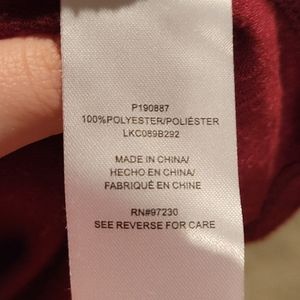 P190887
100%POLYESTER/POLIÉSTER
LKC089B292
MADE IN CHINA/
HECHO EN CHINA/
FABRIQUÉ EN CHINE
RN#97230
SEE REVERSE FOR CARE